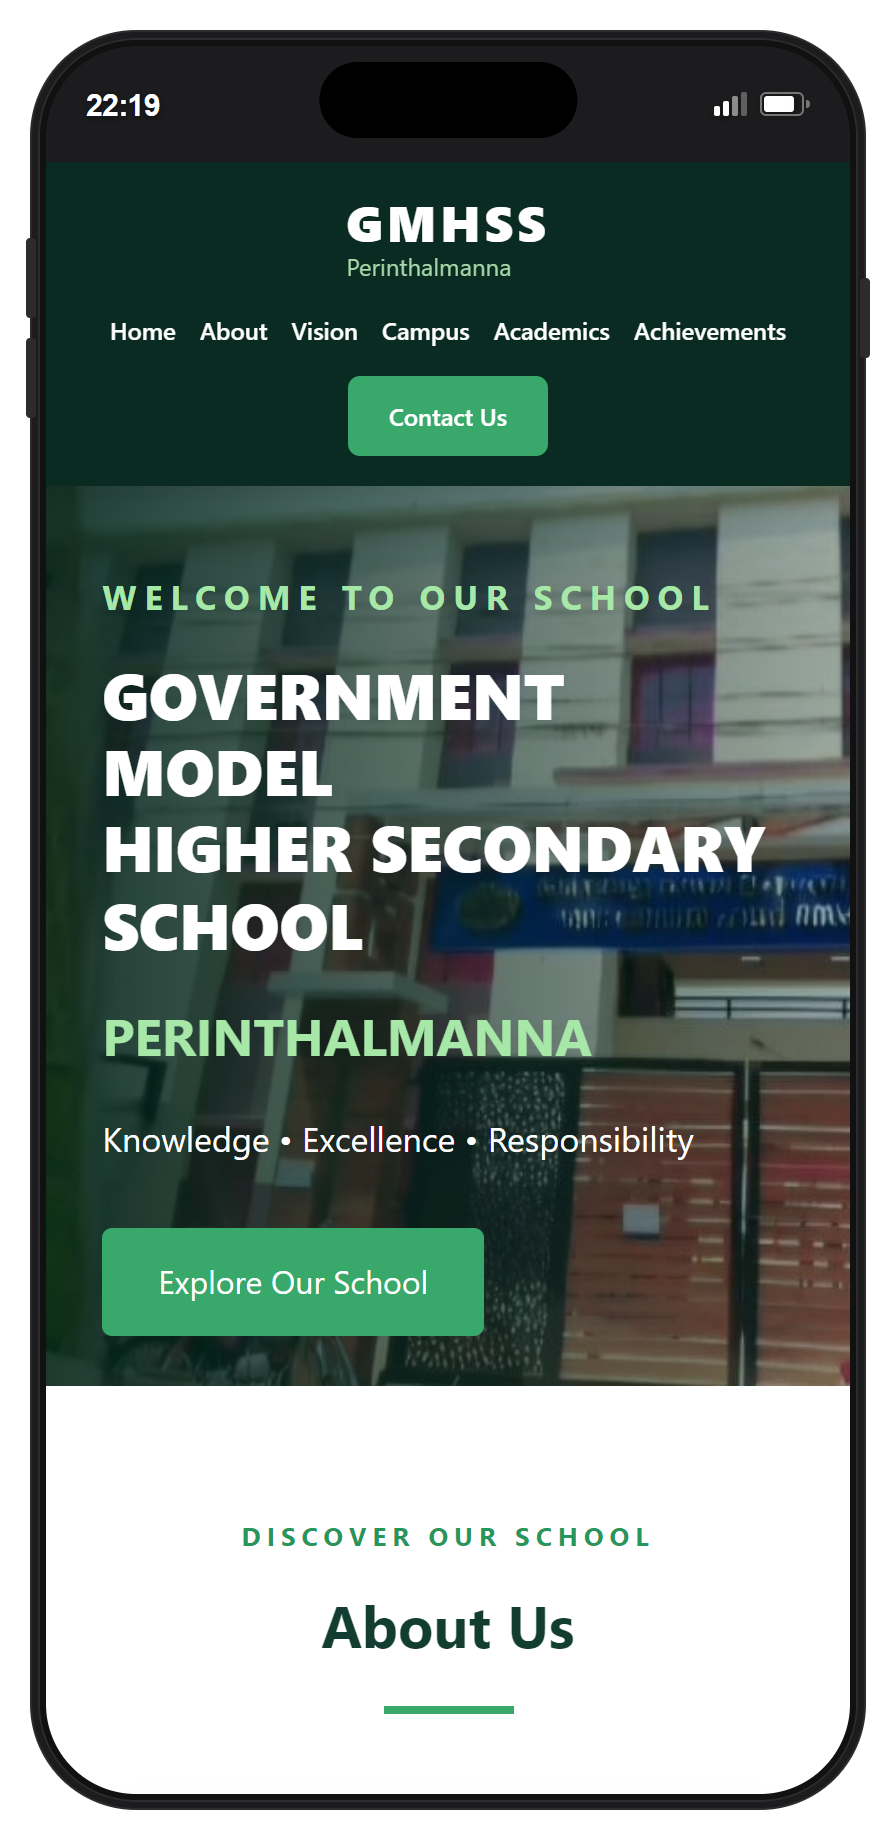 22:19
GMHSS
Perinthalmanna
Home About Vision Campus Academics Achievements
Contact Us
WELCOME TO OUR SCHOOL
GOVERNMENT
MODEL
HIGHER SECONDARY
SCHOOL
PERINTHALMANNA
Knowledge • Excellence • Responsibility
Explore Our School
DISCOVER OUR SCHOOL
About Us